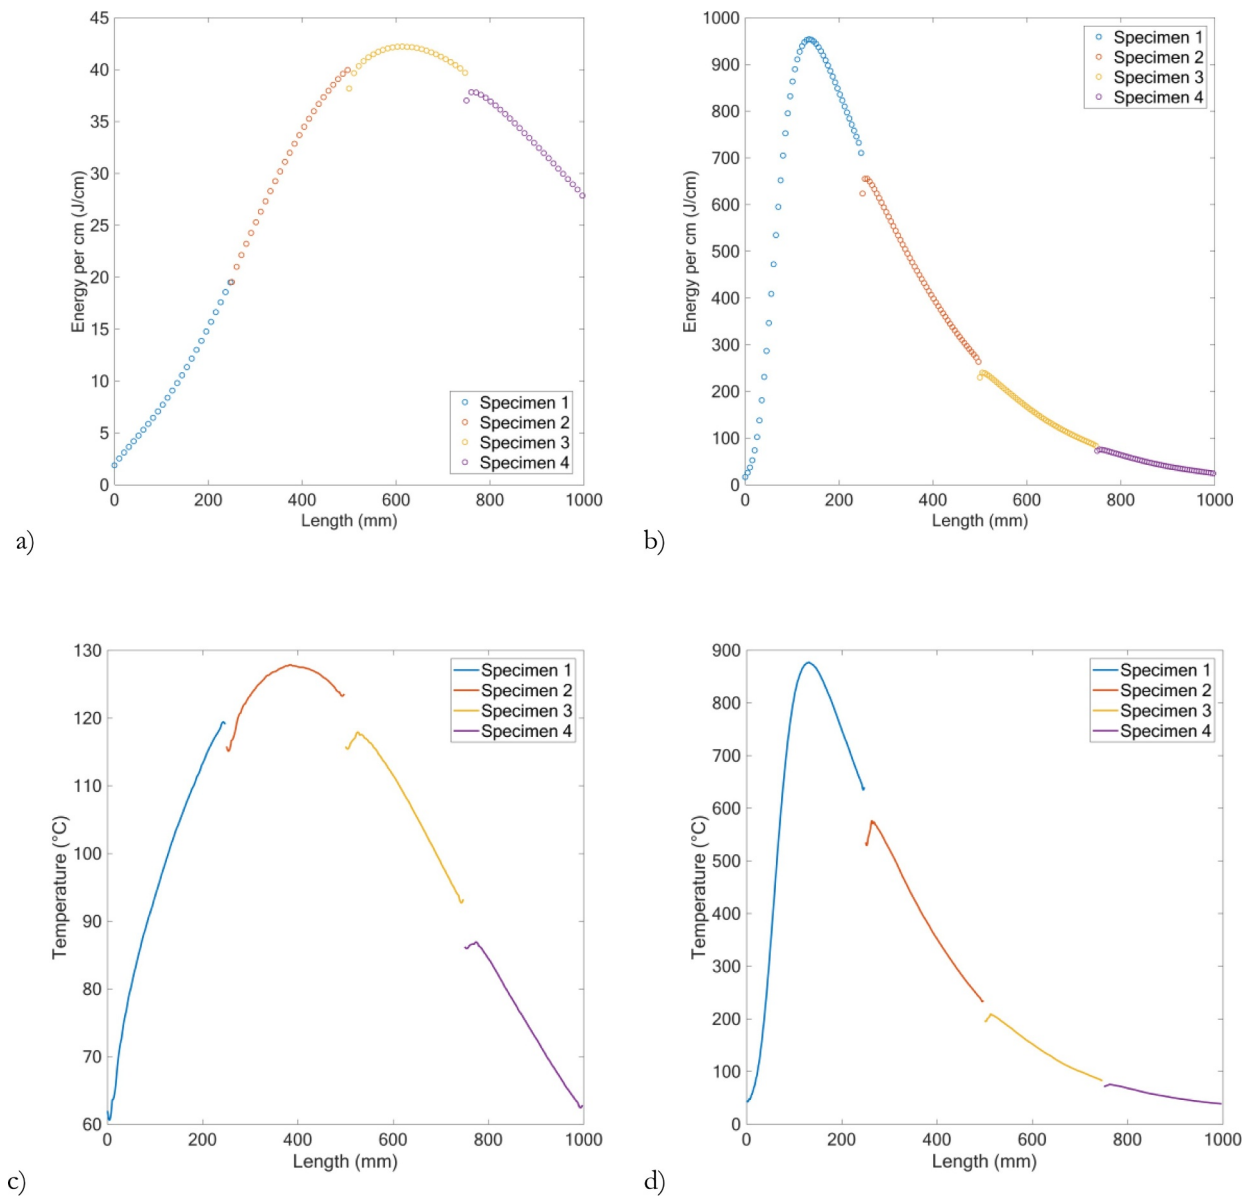 45
40
35
30
25
20
15
10
5
0
Energy per cm (J/cm)
Specimen 1
Specimen 2
Specimen 3
Specimen 4
0 200 400 600 800 1000
Length (mm)
a)
1000
900
800
700
600
500
400
300
200
100
0
Energy per cm (J/cm)
Specimen 1
Specimen 2
Specimen 3
Specimen 4
0 200 400 600 800 1000
Length (mm)
b)
130
120
110
100
90
80
70
60
Temperature (°C)
Specimen 1
Specimen 2
Specimen 3
Specimen 4
0 200 400 600 800 1000
Length (mm)
c)
900
800
700
600
500
400
300
200
100
0
Temperature (°C)
Specimen 1
Specimen 2
Specimen 3
Specimen 4
0 200 400 600 800 1000
Length (mm)
d)